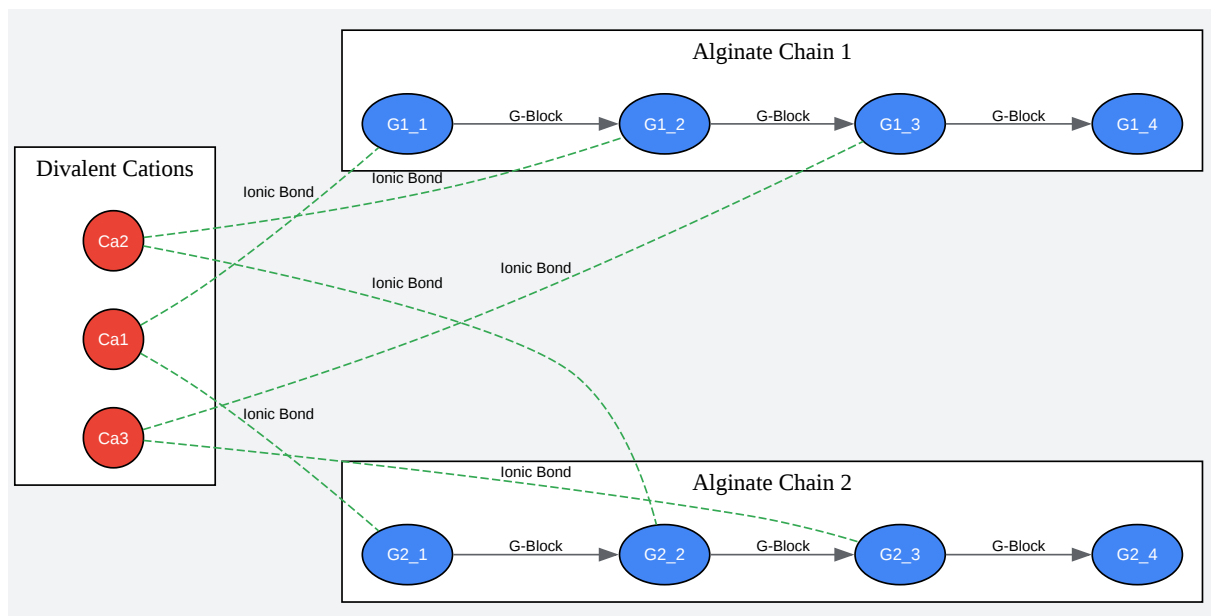 Alginate Chain 1
G1_1
G-Block
G1_2
G-Block
G1_3
G-Block
G1_4
Divalent Cations
Ca2
Ca1
Ca3
Ionic Bond
Ionic Bond
Ionic Bond
Ionic Bond
Ionic Bond
Ionic Bond
Alginate Chain 2
G2_1
G-Block
G2_2
G-Block
G2_3
G-Block
G2_4